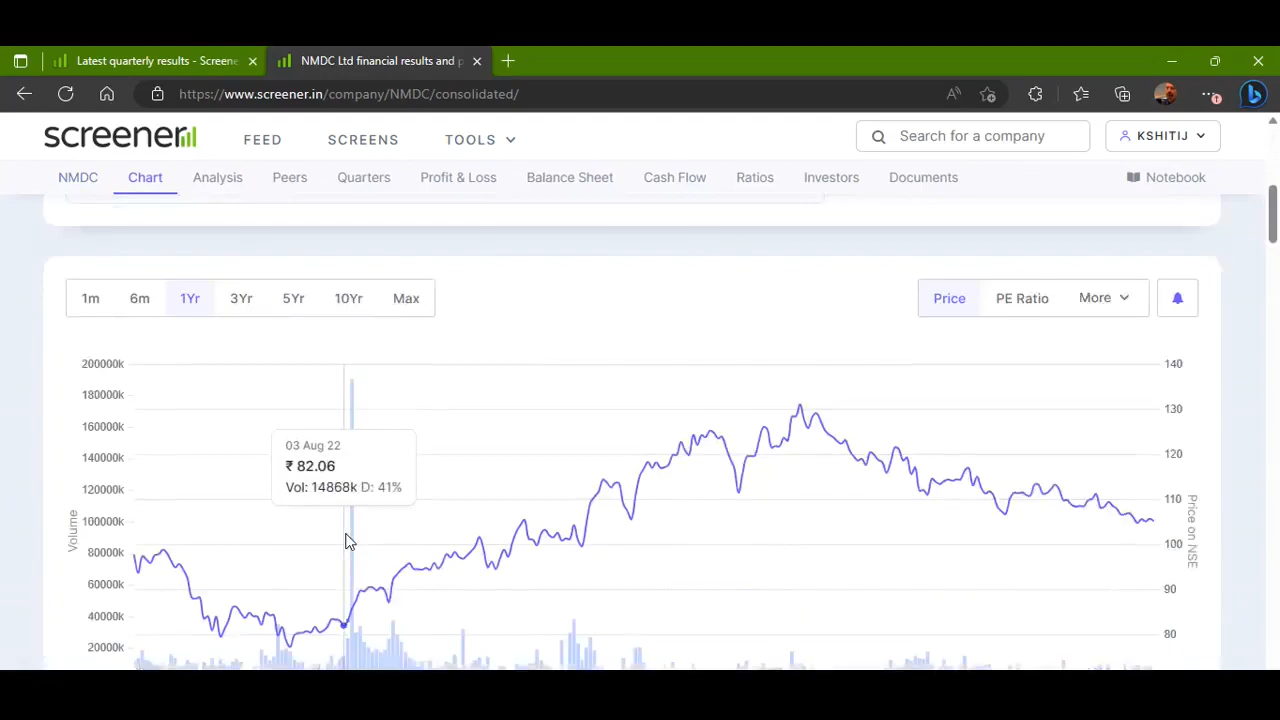 Latest quarterly results - Screene
NMDC Ltd financial results and p
https://www.screener.in/company/NMDC/consolidated/
screener
FEED
SCREENS
TOOLS
Search for a company
KSHITIJ
NMDC
Chart
Analysis
Peers
Quarters
Profit & Loss
Balance Sheet
Cash Flow
Ratios
Investors
Documents
Notebook
1m
6m
1Yr
3Yr
5Yr
10Yr
Max
Price
PE Ratio
More
200000k
180000k
160000k
140000k
120000k
100000k
80000k
60000k
40000k
20000k
Volume
03 Aug 22
₹ 82.06
Vol: 14868k D: 41%
140
130
120
110
100
90
80
Price on NSE